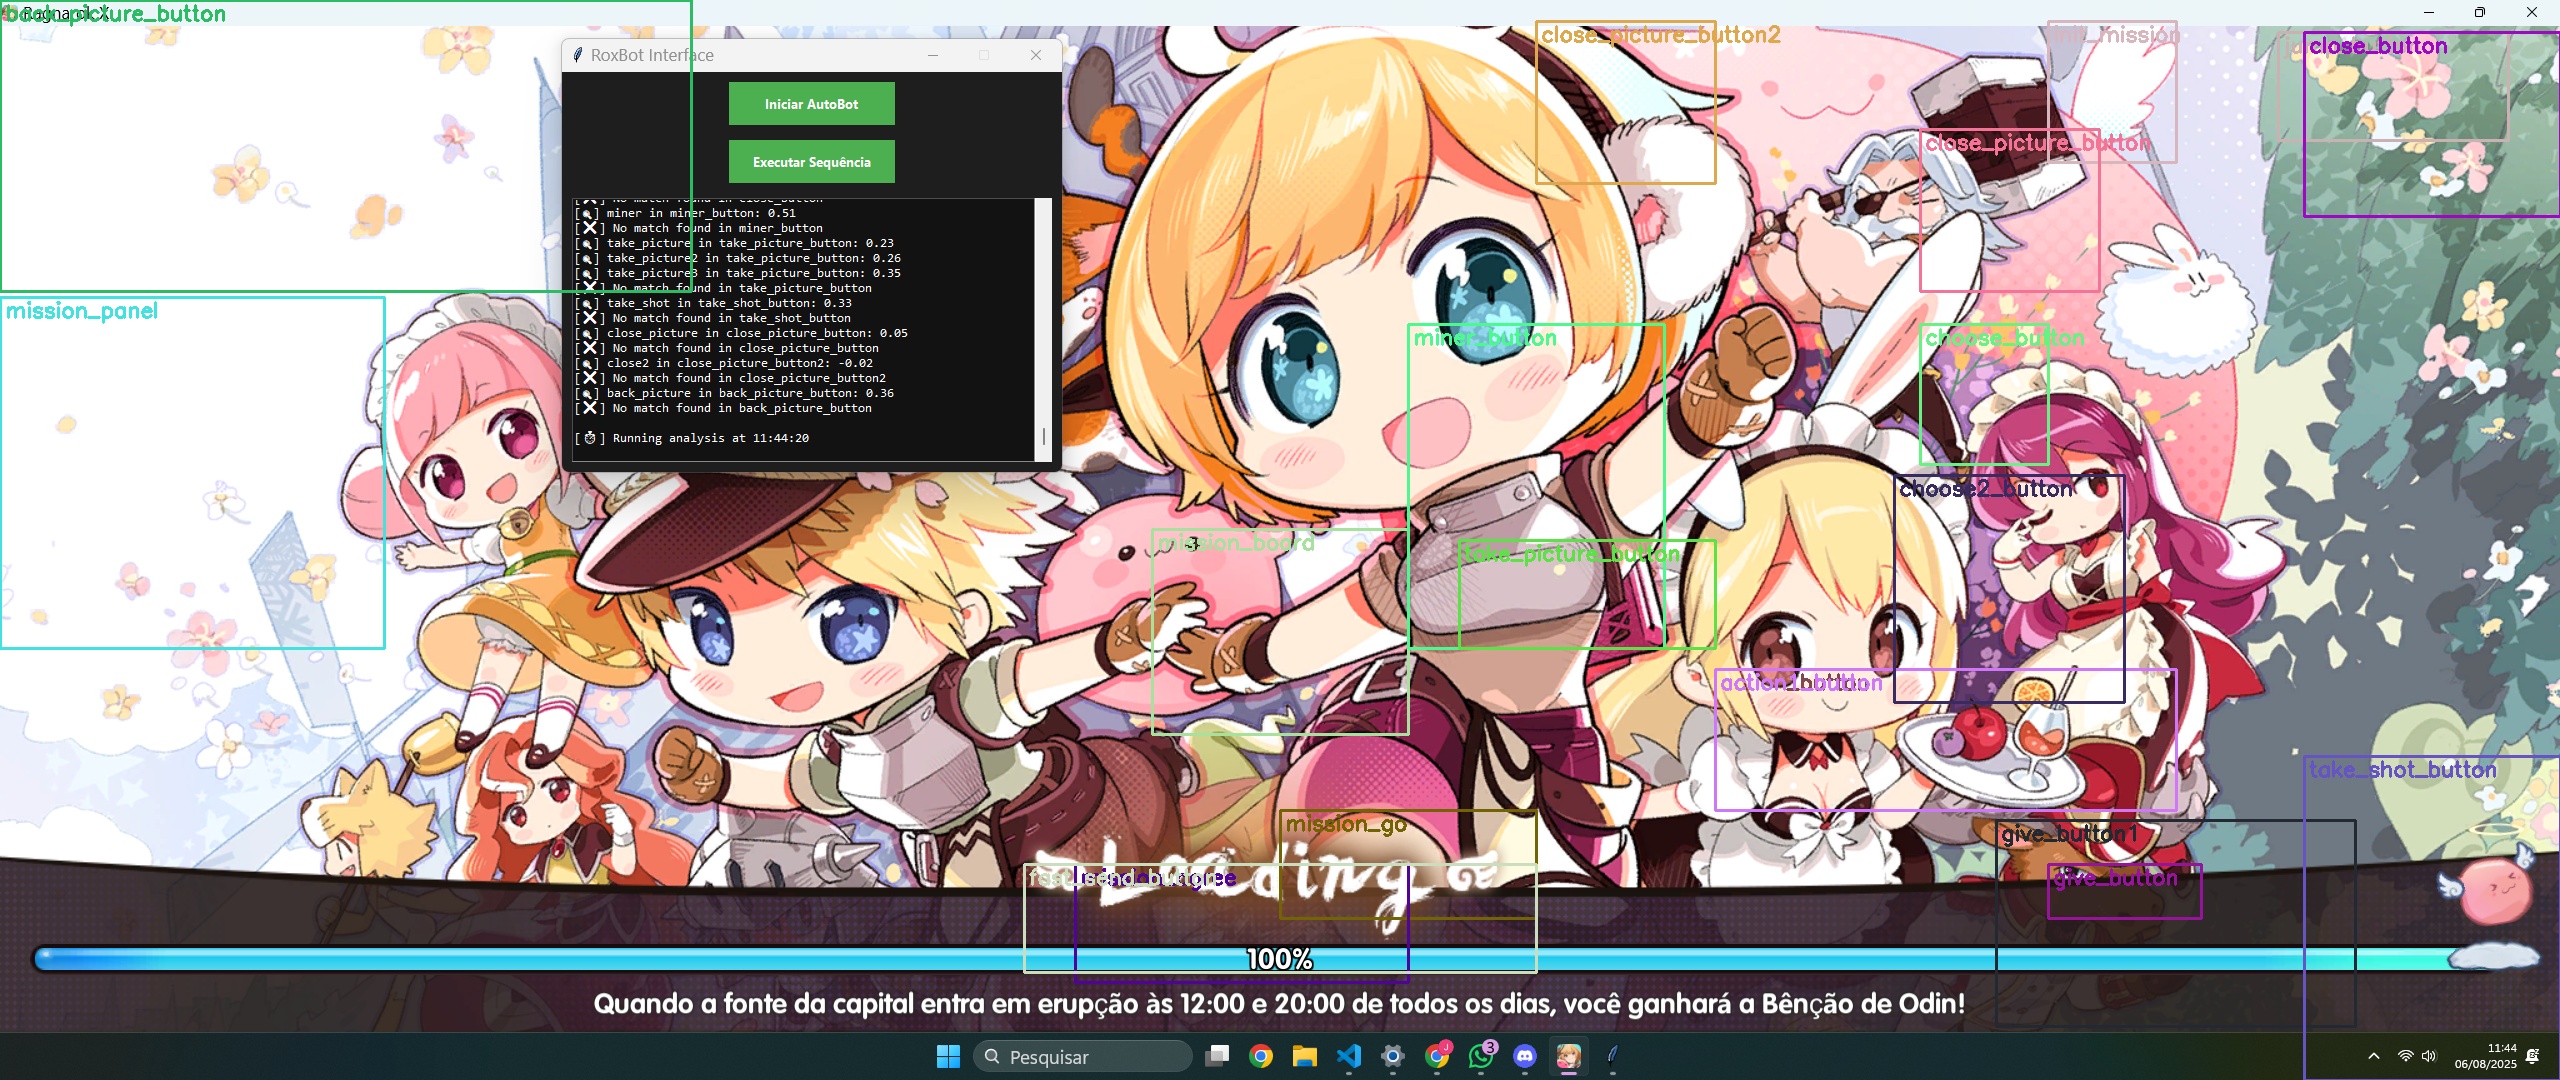 back_picture_button
close_picture_button2
init_mission
close_button
RoxBot Interface
Iniciar AutoBot
Executar Sequência
close_picture_button
[🔍] miner in miner_button: 0.51
[❌] No match found in miner_button
[🔍] take_picture in take_picture_button: 0.23
[🔍] take_picture2 in take_picture_button: 0.26
[🔍] take_picture3 in take_picture_button: 0.35
[❌] No match found in take_picture_button
[🔍] take_shot in take_shot_button: 0.33
[❌] No match found in take_shot_button
[🔍] close_picture in close_picture_button: 0.05
[❌] No match found in close_picture_button
[🔍] close2 in close_picture_button2: -0.02
[❌] No match found in close_picture_button2
[🔍] back_picture in back_picture_button: 0.36
[❌] No match found in back_picture_button
[⏱] Running analysis at 11:44:20
mission_panel
miner_button
choose_button
choose2_button
mission_board
take_picture_button
action1_button
take_shot_button
mission_go
give_button1
give_button
Loading
100%
Quando a fonte da capital entra em erupção às 12:00 e 20:00 de todos os dias, você ganhará a Bênção de Odin!
Pesquisar
J
3
11:44
06/08/2025